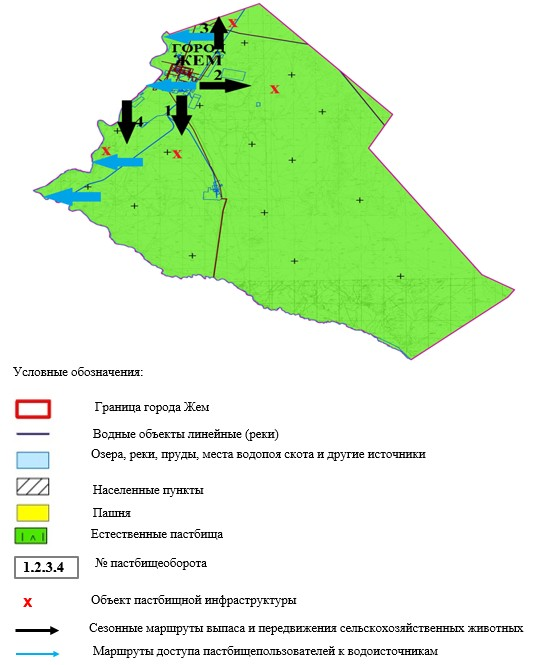 3
ГОРОД
ЖЕМ
2
1
4
x
x
x
x
Условные обозначения:
Граница города Жем
Водные объекты линейные (реки)
Озера, реки, пруды, места водопоя скота и другие источники
Населенные пункты
Пашня
Естественные пастбища
1.2.3.4 № пастбищеоборота
x Объект пастбищной инфраструктуры
Сезонные маршруты выпаса и передвижения сельскохозяйственных животных
Маршруты доступа пастбищепользователей к водоисточникам